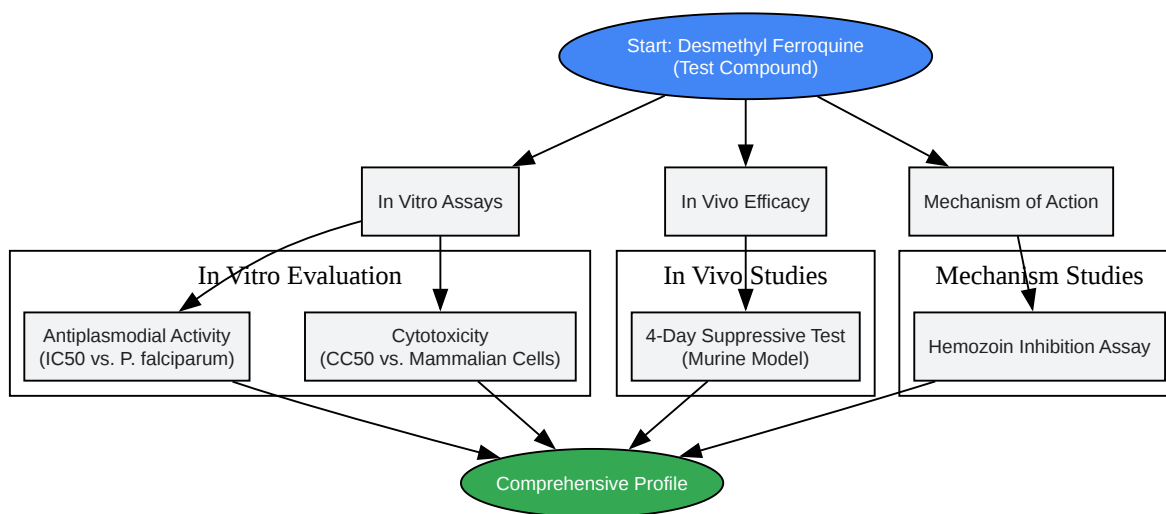 Start: Desmethyl Ferroquine
(Test Compound)
In Vitro Assays
In Vivo Efficacy
Mechanism of Action
In Vitro Evaluation
In Vivo Studies
Mechanism Studies
Antiplasmodial Activity
(IC50 vs. P. falciparum)
Cytotoxicity
(CC50 vs. Mammalian Cells)
4-Day Suppressive Test
(Murine Model)
Hemozoin Inhibition Assay
Comprehensive Profile